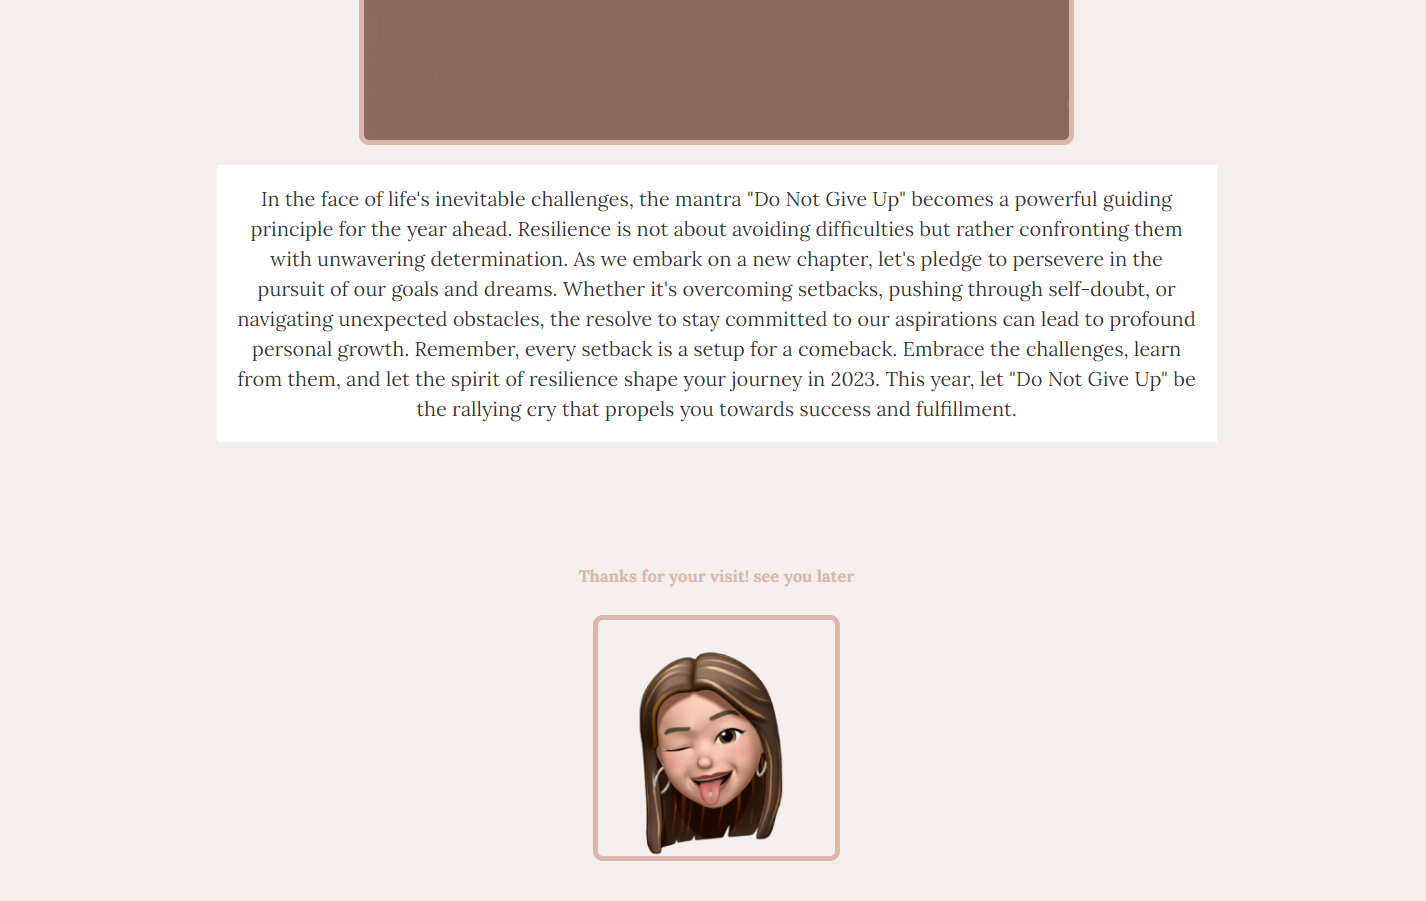 In the face of life's inevitable challenges, the mantra "Do Not Give Up" becomes a powerful guiding
principle for the year ahead. Resilience is not about avoiding difficulties but rather confronting them
with unwavering determination. As we embark on a new chapter, let's pledge to persevere in the
pursuit of our goals and dreams. Whether it's overcoming setbacks, pushing through self-doubt, or
navigating unexpected obstacles, the resolve to stay committed to our aspirations can lead to profound
personal growth. Remember, every setback is a setup for a comeback. Embrace the challenges, learn
from them, and let the spirit of resilience shape your journey in 2023. This year, let "Do Not Give Up" be
the rallying cry that propels you towards success and fulfillment.
Thanks for your visit! see you later